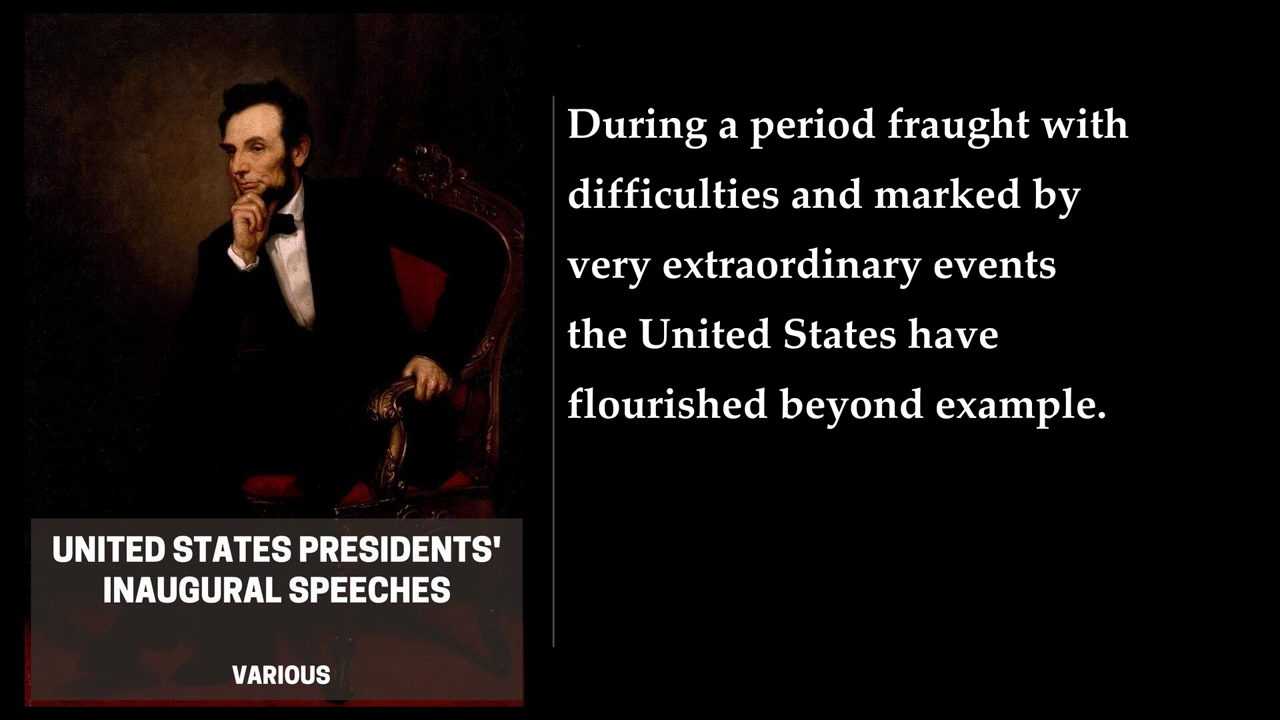 During a period fraught with
difficulties and marked by
very extraordinary events
the United States have
flourished beyond example.
UNITED STATES PRESIDENTS'
INAUGURAL SPEECHES
VARIOUS